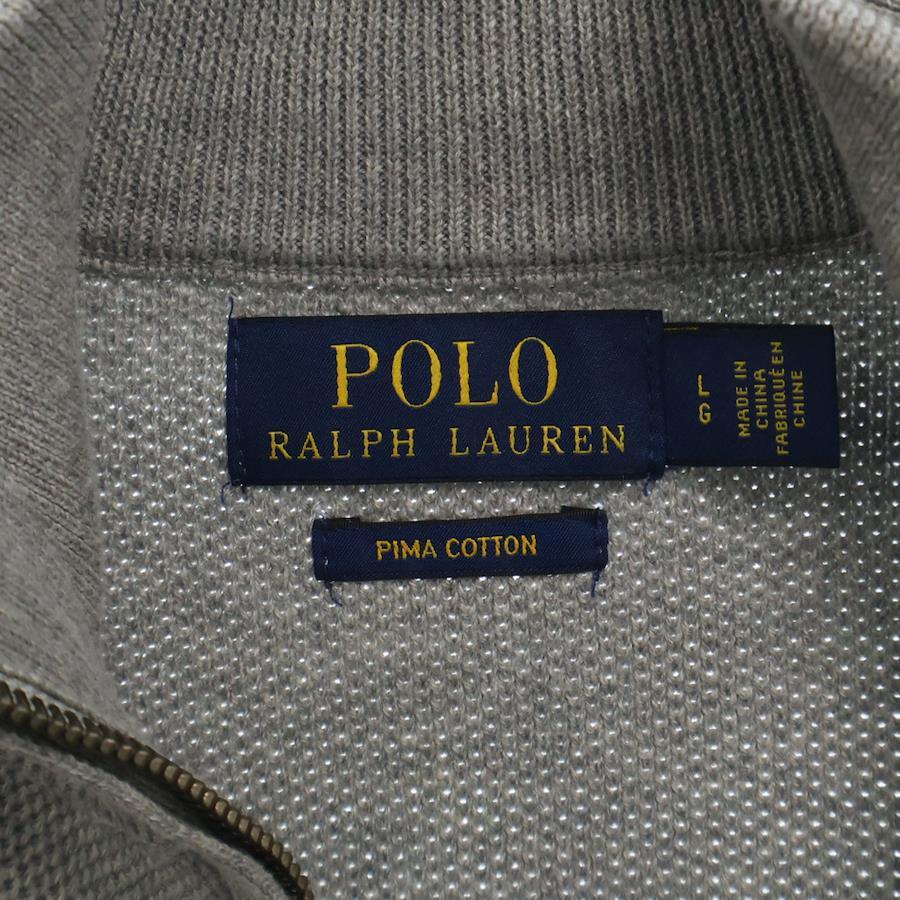 POLO
RALPH LAUREN
L
G
MADE IN
CHINA
FABRIQUÉ EN
CHINE
PIMA COTTON